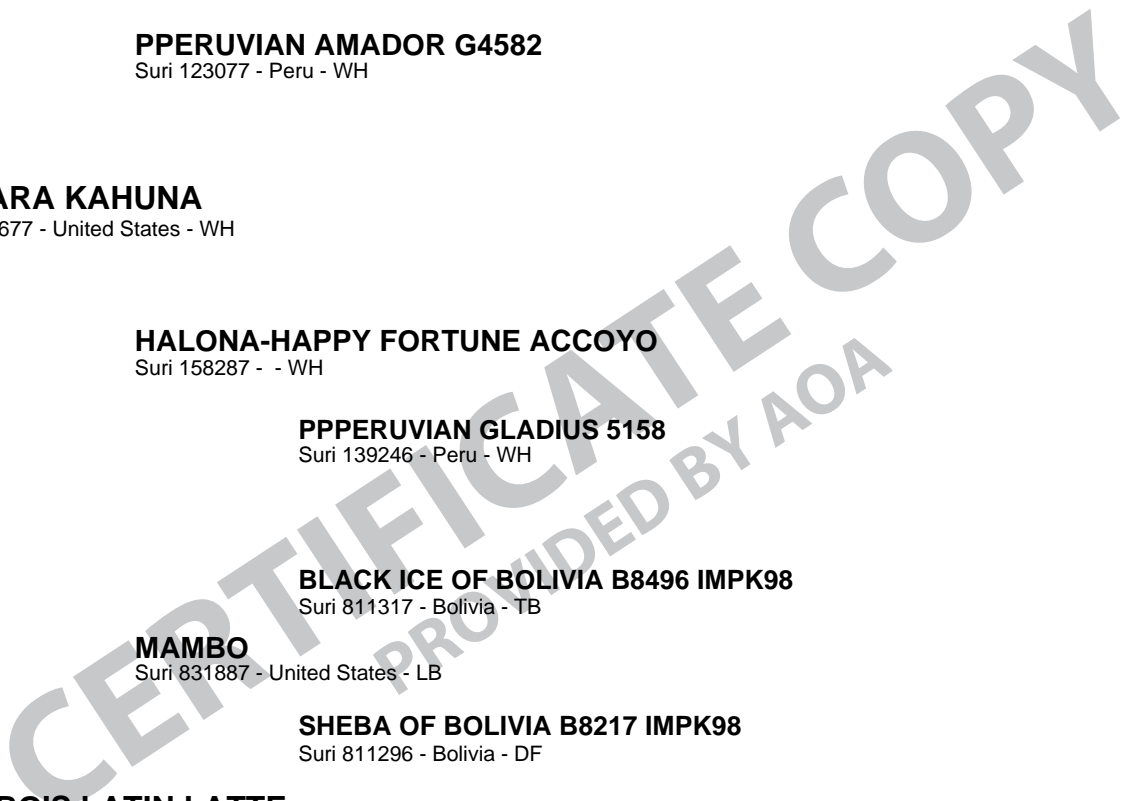 PPERUVIAN AMADOR G4582
Suri 123077 - Peru - WH
ARA KAHUNA
677 - United States - WH
HALONA-HAPPY FORTUNE ACCOYO
Suri 158287 - - WH
PPPERUVIAN GLADIUS 5158
Suri 139246 - Peru - WH
BLACK ICE OF BOLIVIA B8496 IMPK98
Suri 811317 - Bolivia - TB
MAMBO
Suri 831887 - United States - LB
SHEBA OF BOLIVIA B8217 IMPK98
Suri 811296 - Bolivia - DF
LATIN LATTE
CERTIFICATE COPY
PROVIDED BY AOA